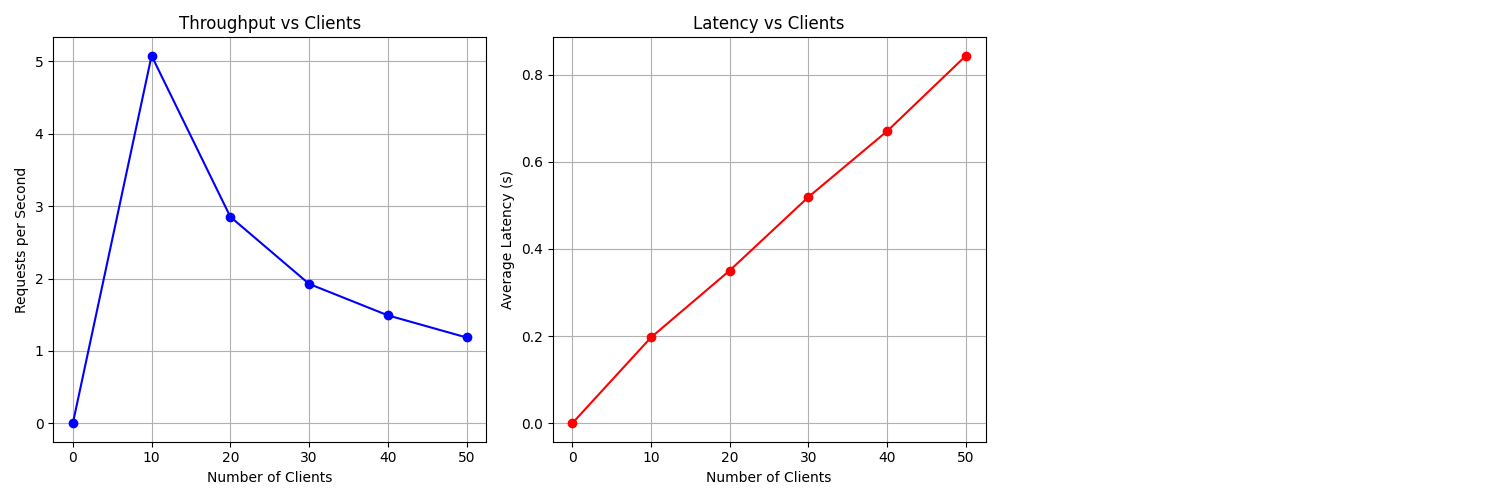 Throughput vs Clients
Requests per Second
5
4
3
2
1
0
0 10 20 30 40 50
Number of Clients
Latency vs Clients
Average Latency (s)
0.8
0.6
0.4
0.2
0.0
0 10 20 30 40 50
Number of Clients